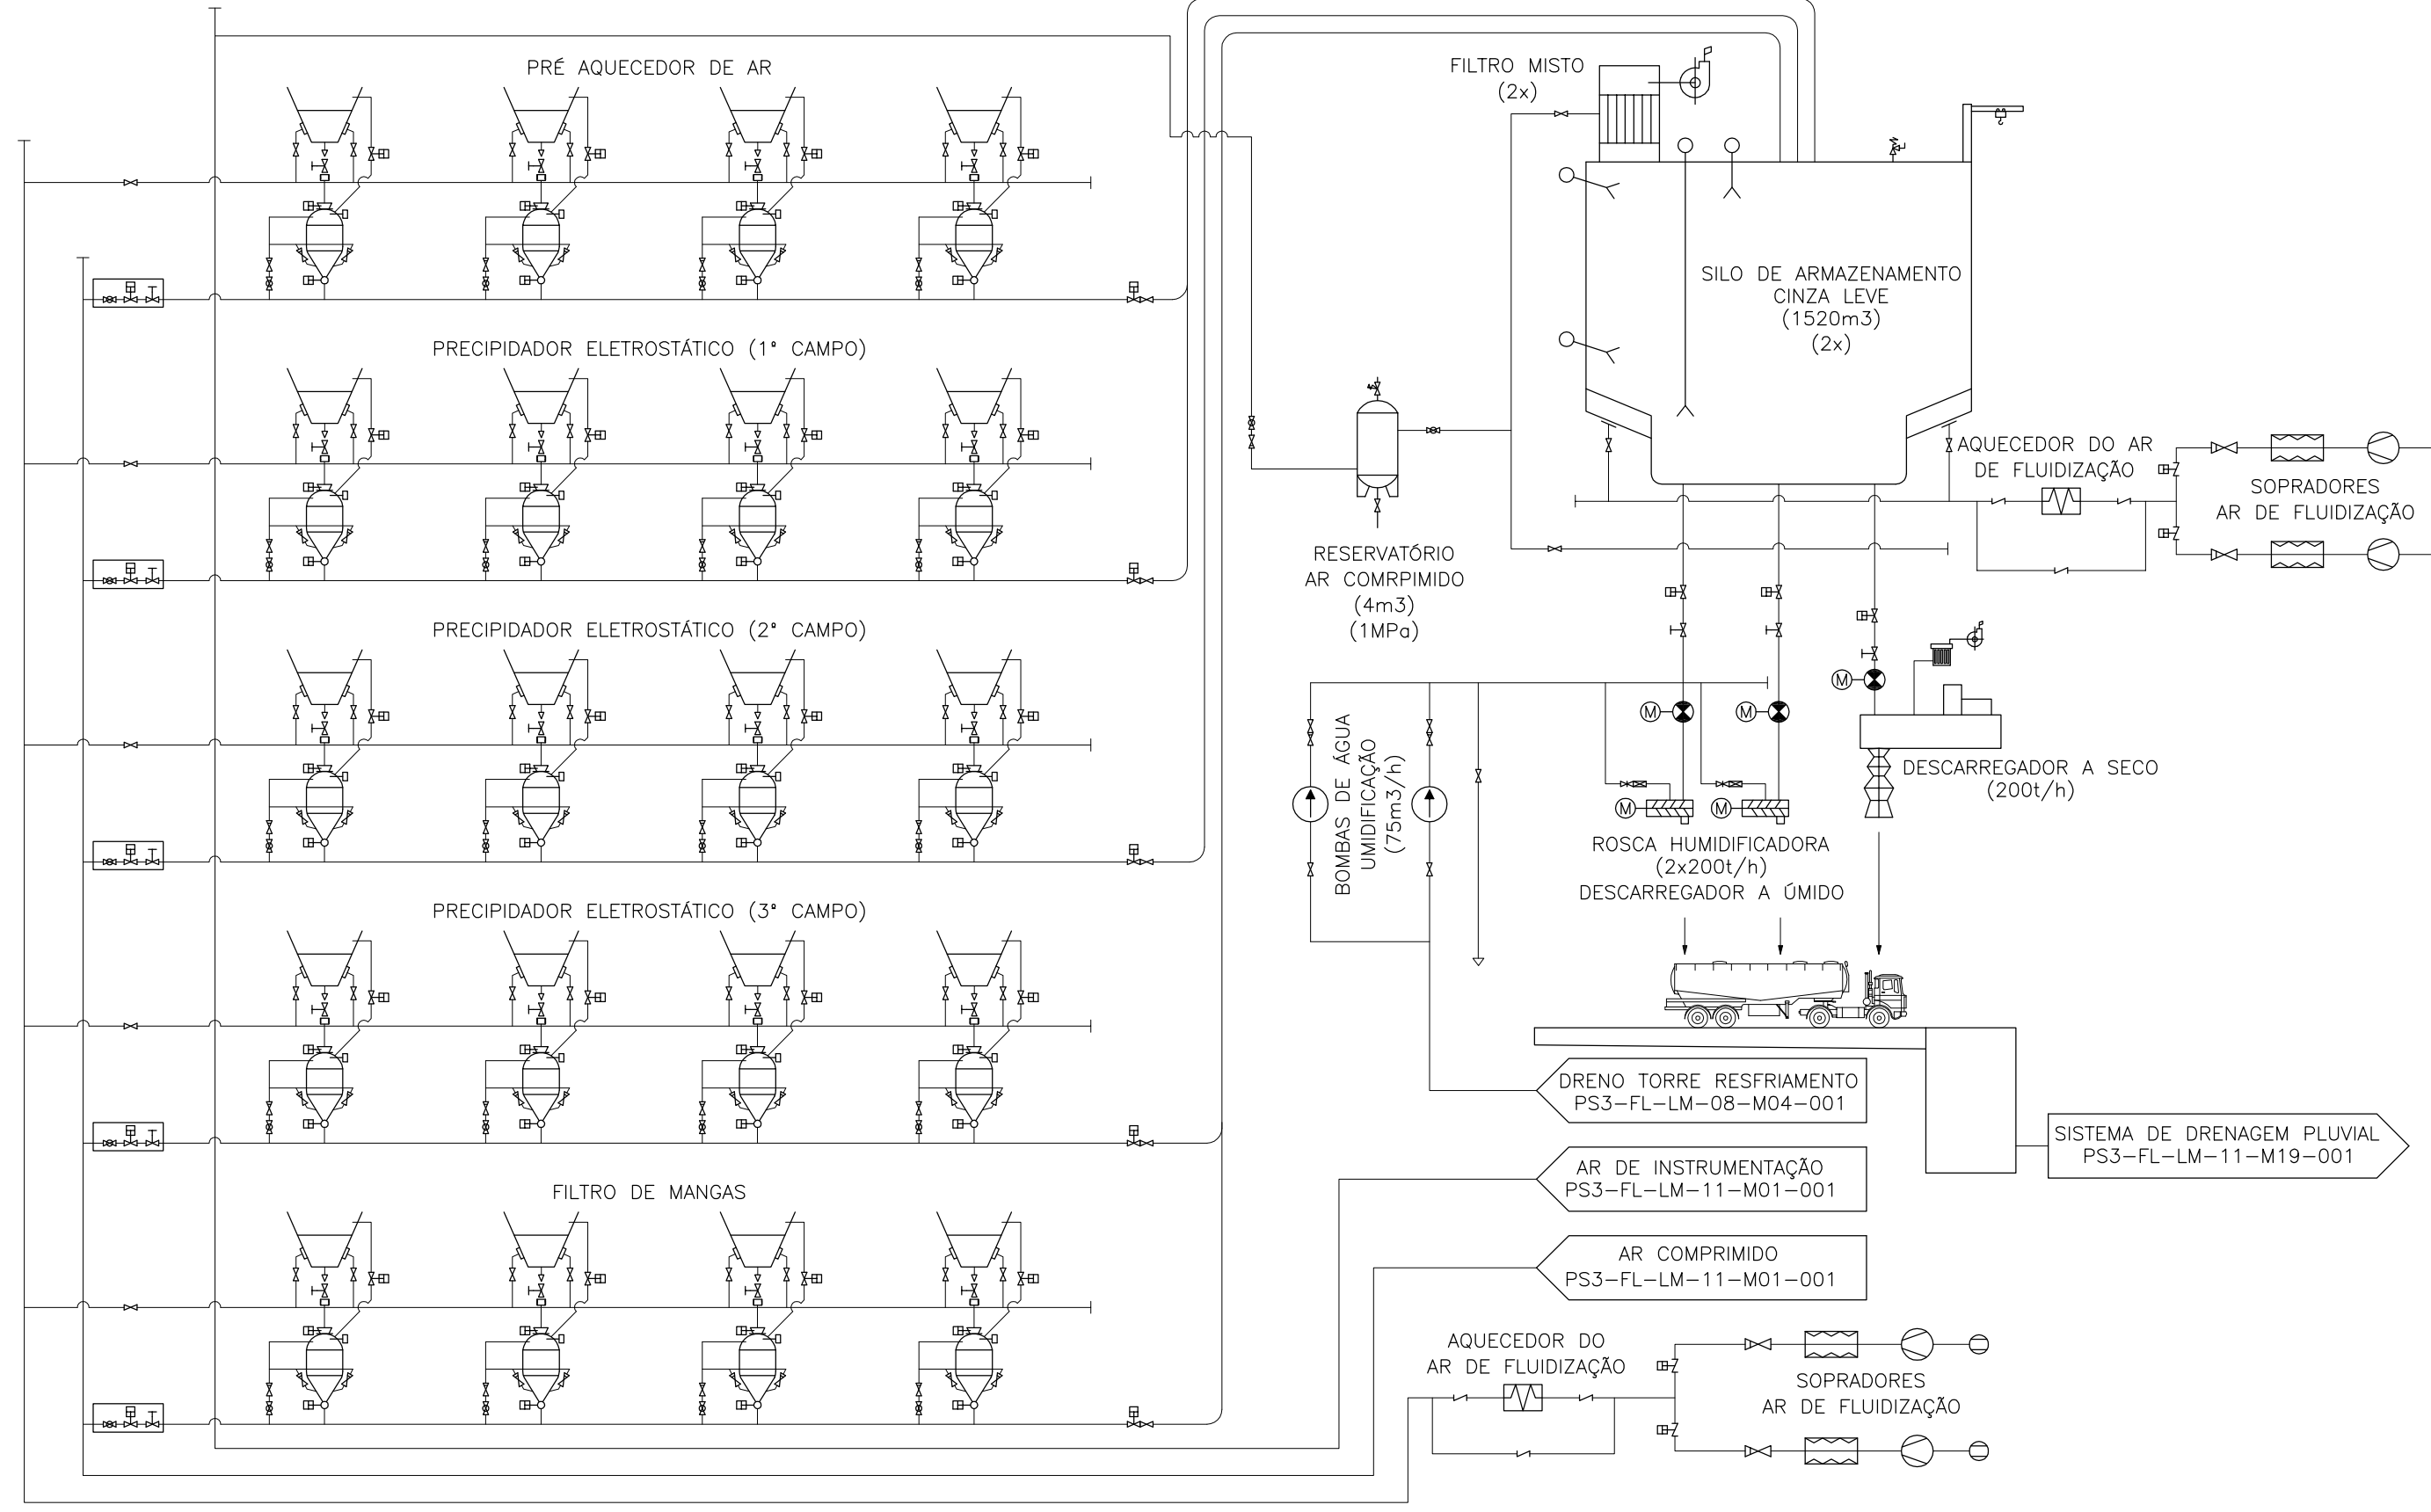 PRÉ AQUECEDOR DE AR
PRECIPIDADOR ELETROSTÁTICO (1ª CAMPO)
PRECIPIDADOR ELETROSTÁTICO (2ª CAMPO)
PRECIPIDADOR ELETROSTÁTICO (3ª CAMPO)
FILTRO DE MANGAS
FILTRO MISTO
(2x)
SILO DE ARMAZENAMENTO
CINZA LEVE
(1520m3)
(2x)
AQUECEDOR DO AR
DE FLUIDIZAÇÃO
SOPRADORES
AR DE FLUIDIZAÇÃO
RESERVATÓRIO
AR COMRPIMIDO
(4m3)
(1MPa)
BOMBAS DE ÁGUA
UMIDIFICAÇÃO
(75m3/h)
M
M
M
M
M
DESCARREGADOR A SECO
(200t/h)
ROSCA HUMIDIFICADORA
(2x200t/h)
DESCARREGADOR A ÚMIDO
DRENO TORRE RESFRIAMENTO
PS3-FL-LM-08-M04-001
SISTEMA DE DRENAGEM PLUVIAL
PS3-FL-LM-11-M19-001
AR DE INSTRUMENTAÇÃO
PS3-FL-LM-11-M01-001
AR COMPRIMIDO
PS3-FL-LM-11-M01-001
AQUECEDOR DO
AR DE FLUIDIZAÇÃO
SOPRADORES
AR DE FLUIDIZAÇÃO